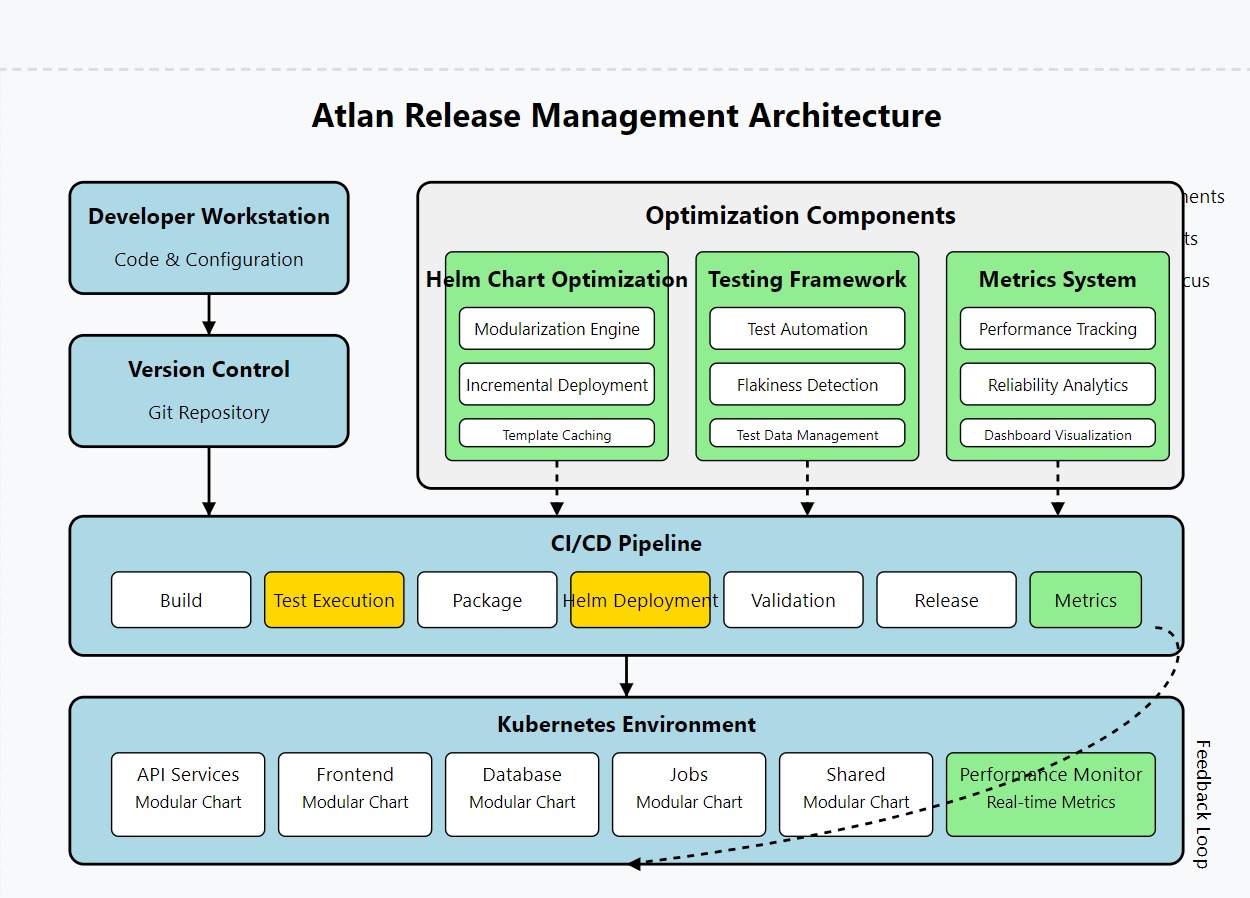 Atlan Release Management Architecture
Developer Workstation
Code & Configuration
Version Control
Git Repository
Optimization Components
Helm Chart Optimization
Modularization Engine
Incremental Deployment
Template Caching
Testing Framework
Test Automation
Flakiness Detection
Test Data Management
Metrics System
Performance Tracking
Reliability Analytics
Dashboard Visualization
CI/CD Pipeline
Build
Test Execution
Package
Helm Deployment
Validation
Release
Metrics
Kubernetes Environment
API Services
Modular Chart
Frontend
Modular Chart
Database
Modular Chart
Jobs
Modular Chart
Shared
Modular Chart
Performance Monitor
Real-time Metrics
Feedback Loop